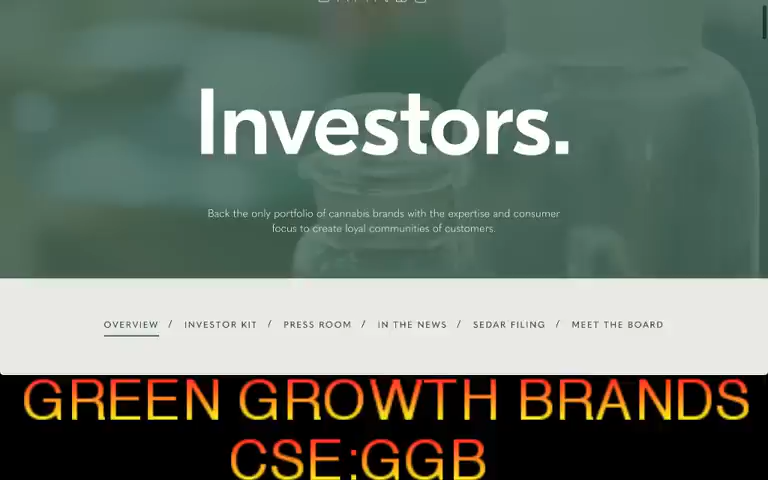 BRANDS
Investors.
Back the only portfolio of cannabis brands with the expertise and consumer
focus to create loyal communities of customers.
OVERVIEW / INVESTOR KIT / PRESS ROOM / IN THE NEWS / SEDAR FILING / MEET THE BOARD
GREEN GROWTH BRANDS
CSE:GGB